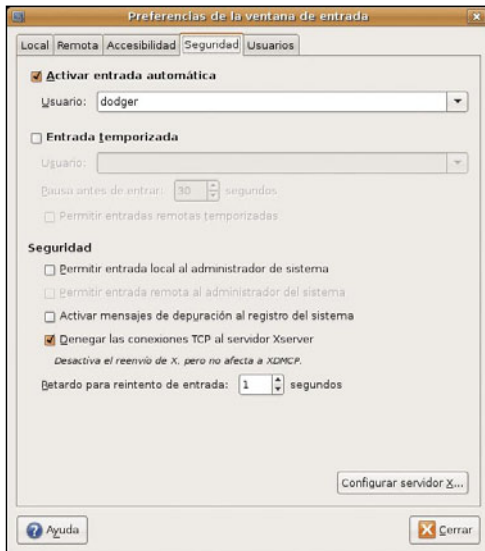 Preferencias de la ventana de entrada
Local Remota Accesibilidad Seguridad Usuarios
Activar entrada automática
Usuario: dodger
Entrada temporizada
Usuario:
Pausa antes de entrar: 30 segundos
Permitir entradas remotas temporizadas
Seguridad
Permitir entrada local al administrador de sistema
Permitir entrada remota al administrador del sistema
Activar mensajes de depuración al registro del sistema
Denegar las conexiones TCP al servidor Xserver
Desactiva el reenvío de X, pero no afecta a XDMCP.
Retardo para reintento de entrada: 1 segundos
Configurar servidor X...
Ayuda Cerrar